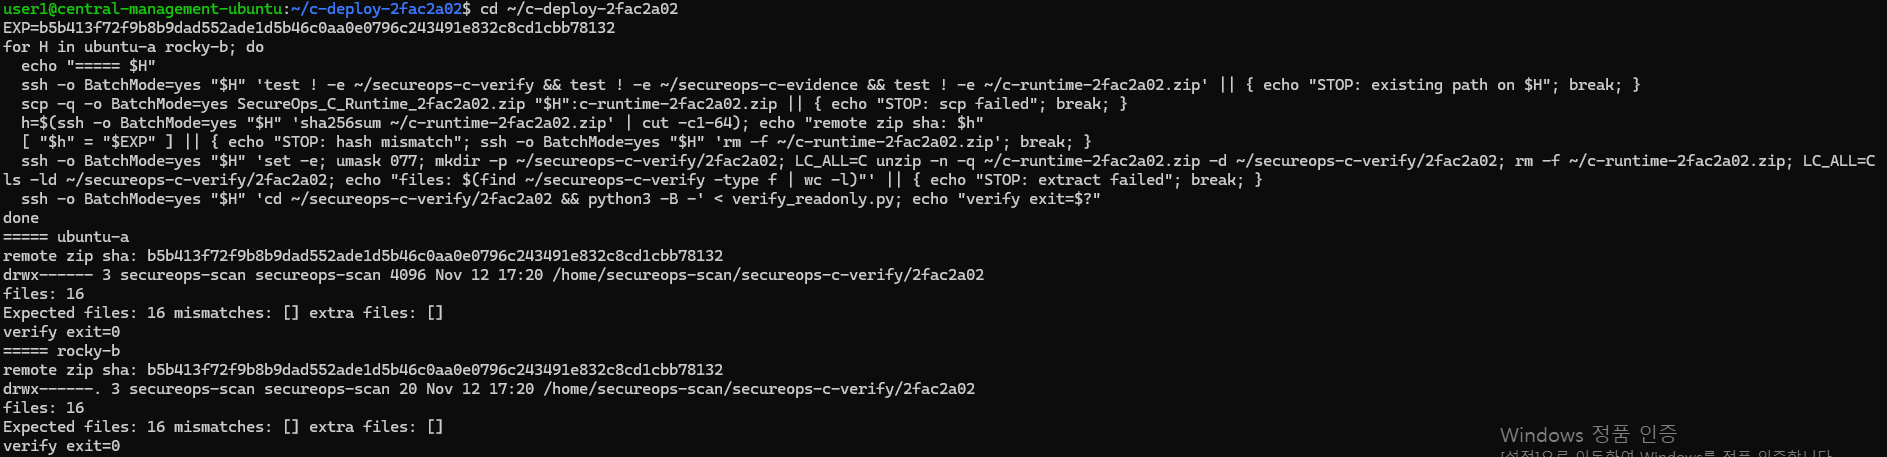 user1@central-management-ubuntu:~/c-deploy-2fac2a02$ cd ~/c-deploy-2fac2a02
EXP=b5b413f72f9b8b9dad552ade1d5b46c0aa0e0796c243491e832c8cd1cbb78132
for H in ubuntu-a rocky-b; do
  echo "===== $H"
  ssh -o BatchMode=yes "$H" 'test ! -e ~/secureops-c-verify && test ! -e ~/secureops-c-evidence && test ! -e ~/c-runtime-2fac2a02.zip' || { echo "STOP: existing path on $H"; break; }
  scp -q -o BatchMode=yes SecureOps_C_Runtime_2fac2a02.zip "$H":c-runtime-2fac2a02.zip || { echo "STOP: scp failed"; break; }
  h=$(ssh -o BatchMode=yes "$H" 'sha256sum ~/c-runtime-2fac2a02.zip' | cut -c1-64); echo "remote zip sha: $h"
  [ "$h" = "$EXP" ] || { echo "STOP: hash mismatch"; ssh -o BatchMode=yes "$H" 'rm -f ~/c-runtime-2fac2a02.zip'; break; }
  ssh -o BatchMode=yes "$H" 'set -e; umask 077; mkdir -p ~/secureops-c-verify/2fac2a02; LC_ALL=C unzip -n -q ~/c-runtime-2fac2a02.zip -d ~/secureops-c-verify/2fac2a02; rm -f ~/c-runtime-2fac2a02.zip; LC_ALL=C
ls -ld ~/secureops-c-verify/2fac2a02; echo "files: $(find ~/secureops-c-verify -type f | wc -l)"' || { echo "STOP: extract failed"; break; }
  ssh -o BatchMode=yes "$H" 'cd ~/secureops-c-verify/2fac2a02 && python3 -B -' < verify_readonly.py; echo "verify exit=$?"
done
===== ubuntu-a
remote zip sha: b5b413f72f9b8b9dad552ade1d5b46c0aa0e0796c243491e832c8cd1cbb78132
drwx------ 3 secureops-scan secureops-scan 4096 Nov 12 17:20 /home/secureops-scan/secureops-c-verify/2fac2a02
files: 16
Expected files: 16 mismatches: [] extra files: []
verify exit=0
===== rocky-b
remote zip sha: b5b413f72f9b8b9dad552ade1d5b46c0aa0e0796c243491e832c8cd1cbb78132
drwx------. 3 secureops-scan secureops-scan 20 Nov 12 17:20 /home/secureops-scan/secureops-c-verify/2fac2a02
files: 16
Expected files: 16 mismatches: [] extra files: []
verify exit=0
Windows 정품 인증